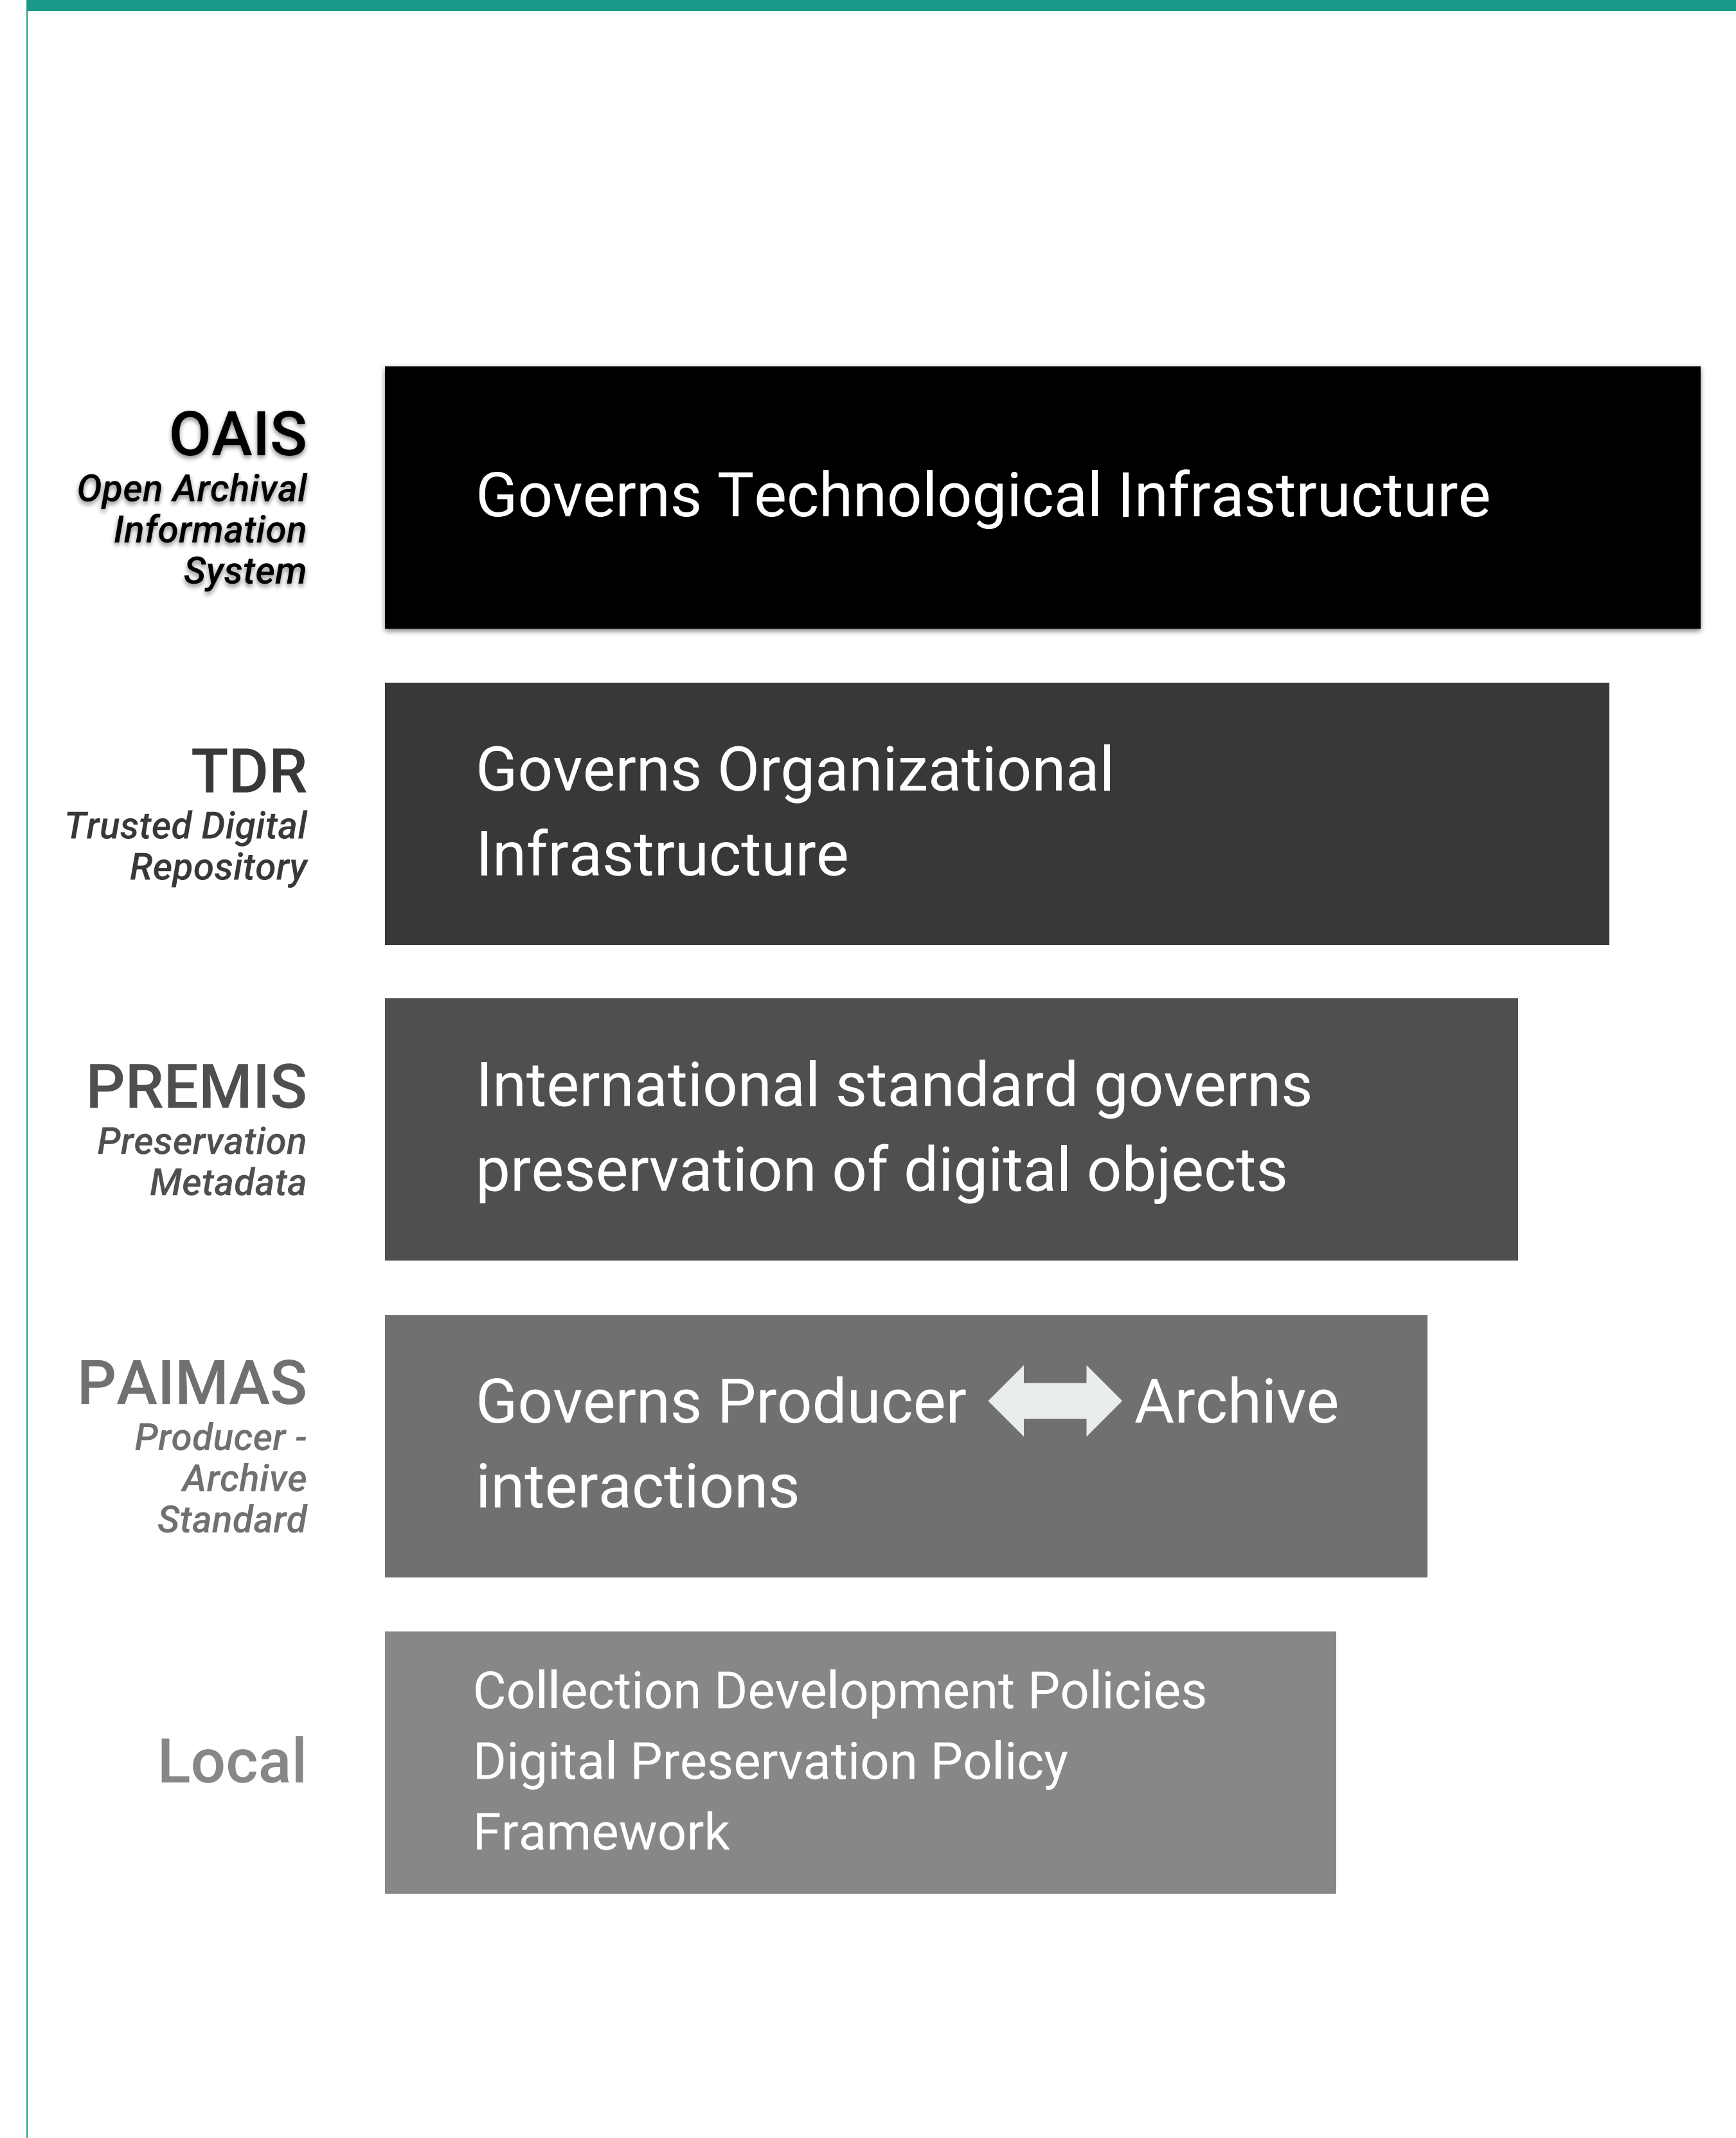 OAIS
Open Archival
Information
System
Governs Technological Infrastructure
TDR
Trusted Digital
Repository
Governs Organizational
Infrastructure
PREMIS
Preservation
Metadata
International standard governs
preservation of digital objects
PAIMAS
Producer -
Archive
Standard
Governs Producer Archive
interactions
Local
Collection Development Policies
Digital Preservation Policy
Framework